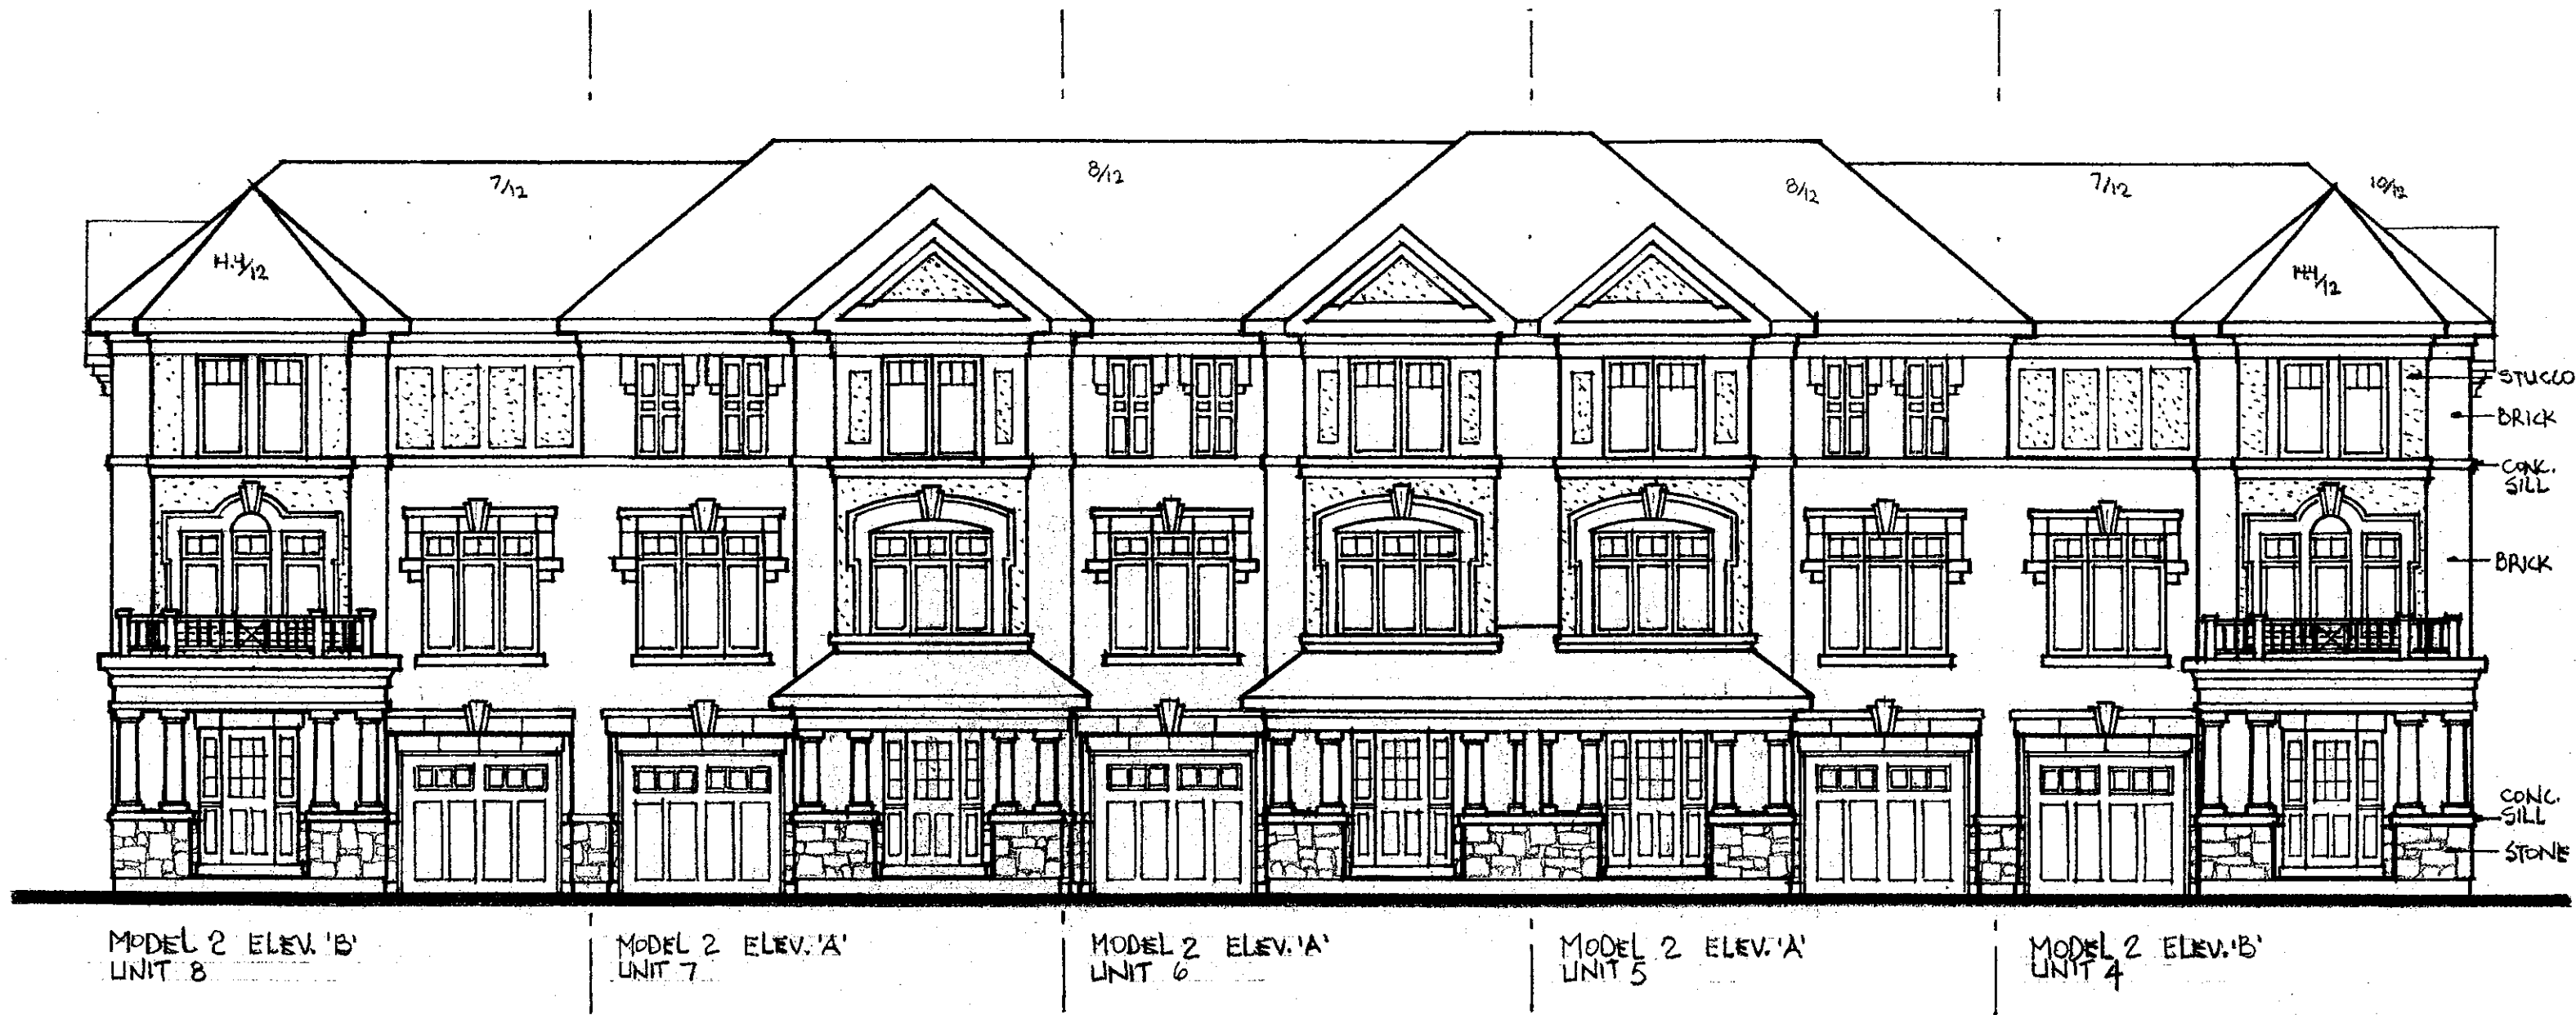 7/12
8/12
8/12
7/12
10/12
14.4/12
14.4/12
STUCCO
BRICK
CONC.
SILL
BRICK
CONC.
SILL
STONE
MODEL 2 ELEV. 'B'
UNIT 8
MODEL 2 ELEV. 'A'
UNIT 7
MODEL 2 ELEV. 'A'
UNIT 6
MODEL 2 ELEV. 'A'
UNIT 5
MODEL 2 ELEV. 'B'
UNIT 4